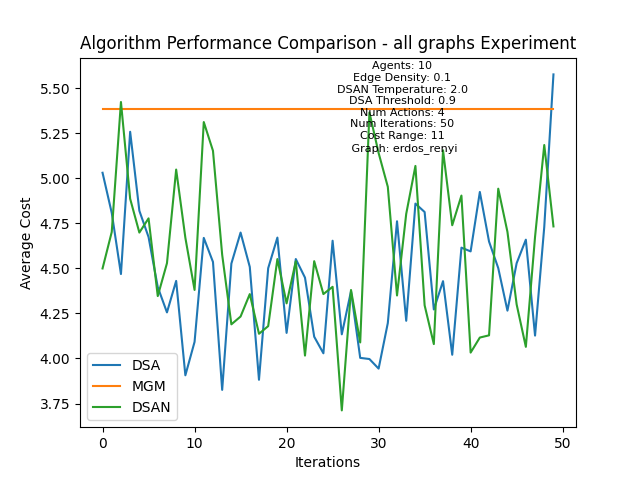 Algorithm Performance Comparison - all graphs Experiment
Agents: 10
Edge Density: 0.1
DSAN Temperature: 2.0
DSA Threshold: 0.9
Num Actions: 4
Num Iterations: 50
Cost Range: 11
Graph: erdos_renyi
5.50
5.25
5.00
4.75
4.50
4.25
4.00
3.75
Average Cost
DSA
MGM
DSAN
0
10
20
30
40
50
Iterations